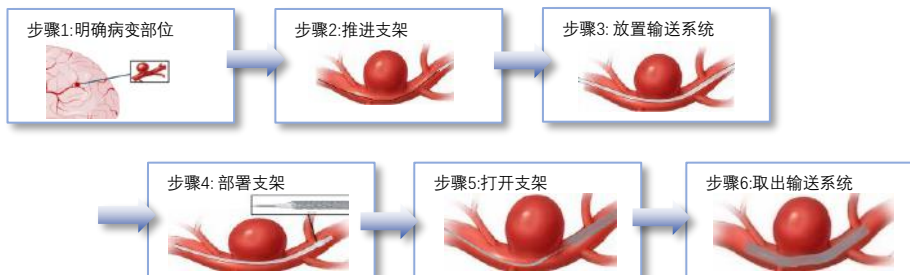 步骤1:明确病变部位
步骤2:推进支架
步骤3: 放置输送系统
步骤4: 部署支架
步骤5:打开支架
步骤6:取出输送系统